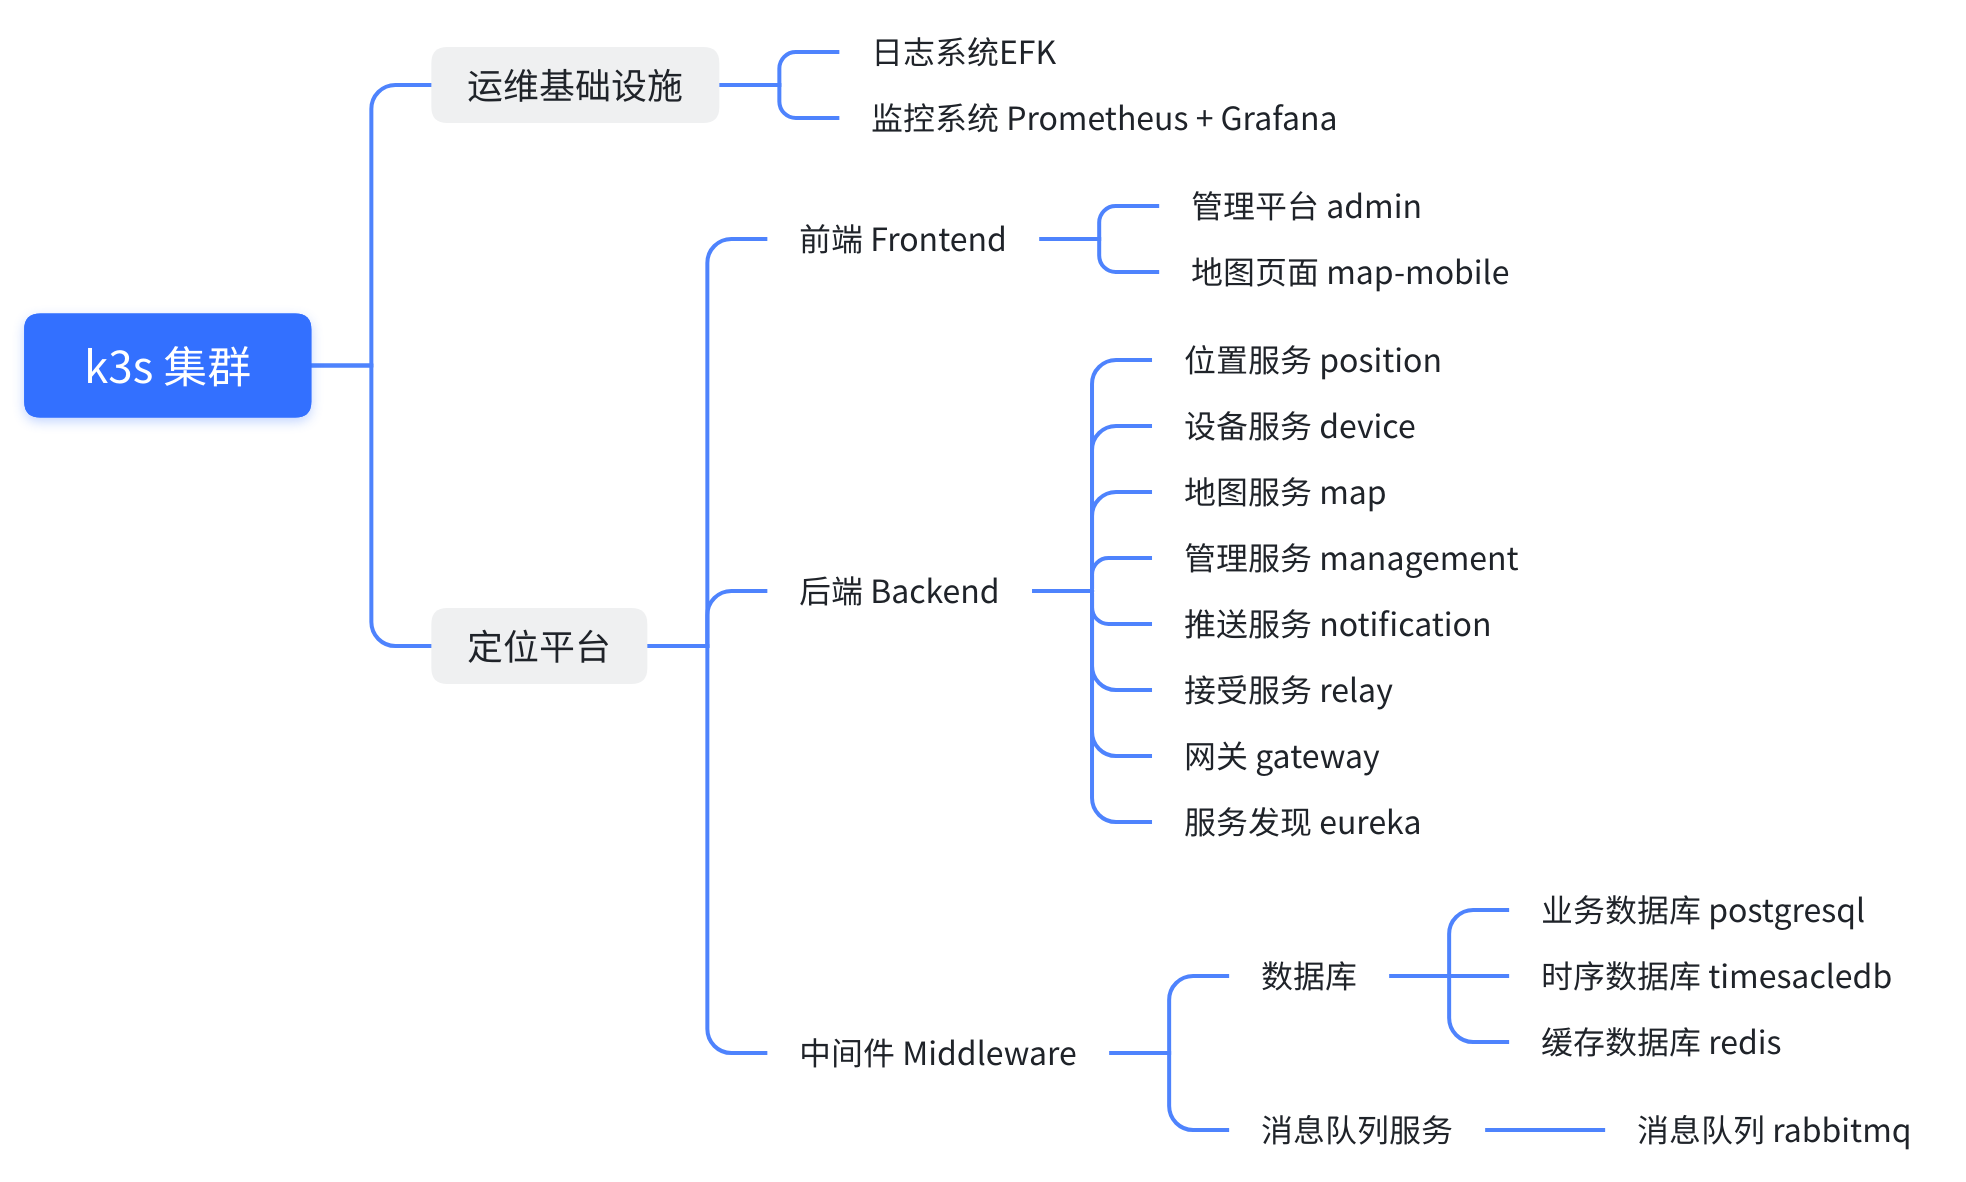 k3s 集群
运维基础设施
日志系统EFK
监控系统 Prometheus + Grafana
定位平台
前端 Frontend
管理平台 admin
地图页面 map-mobile
后端 Backend
位置服务 position
设备服务 device
地图服务 map
管理服务 management
推送服务 notification
接受服务 relay
网关 gateway
服务发现 eureka
中间件 Middleware
数据库
业务数据库 postgresql
时序数据库 timesacledb
缓存数据库 redis
消息队列服务
消息队列 rabbitmq